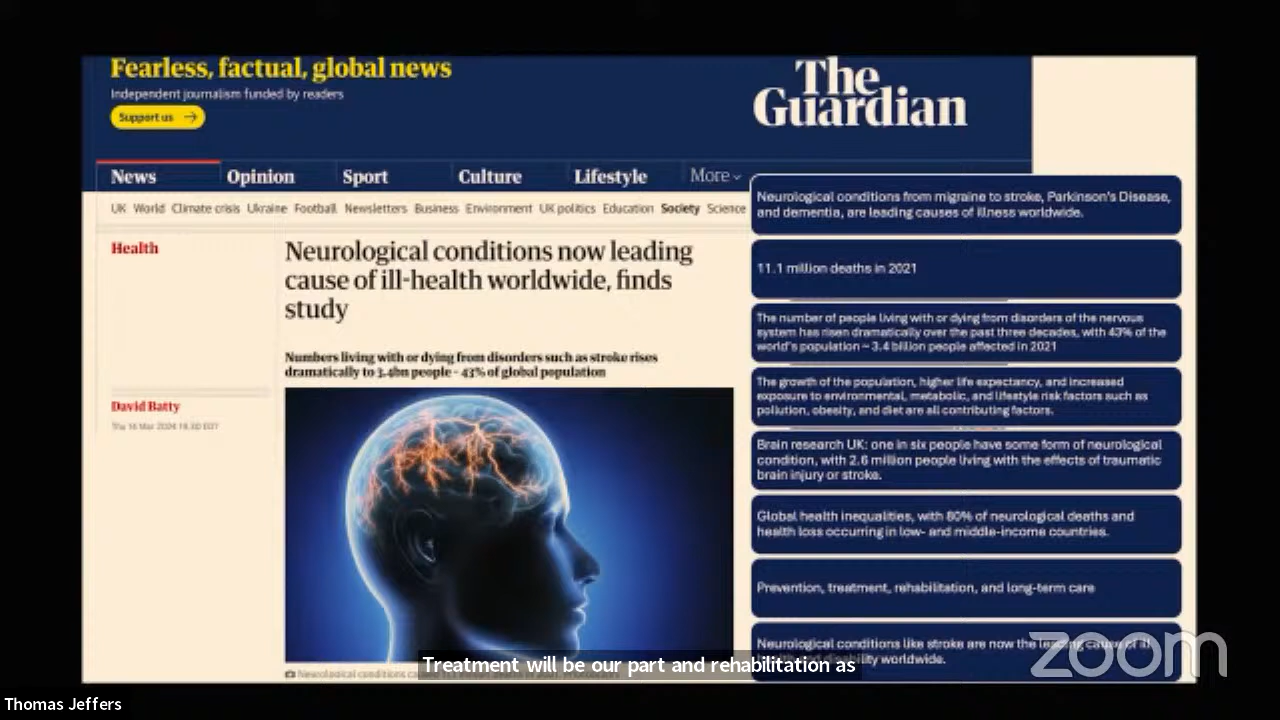 Fearless, factual, global news
Independent journalism funded by readers
Support us →
The
Guardian
News
Opinion
Sport
Culture
Lifestyle
More
UK World Climate crisis Ukraine Football Newsletters Business Environment UK politics Education Society Science
Health
Neurological conditions now leading
cause of ill-health worldwide, finds
study
Numbers living with or dying from disorders such as stroke rises
dramatically to 3.4bn people - 43% of global population
David Batty
Mar 2024
Neurological conditions from migraine to stroke, Parkinson's Disease,
and dementia, are leading causes of illness worldwide.
11.1 million deaths in 2021
The number of people living with or dying from disorders of the nervous
system has risen dramatically over the past three decades, with 43% of the
world's population – 3.4 billion people affected in 2021
The growth of the population, higher life expectancy, and increased
exposure to environmental, metabolic, and lifestyle risk factors such as
pollution, obesity, and diet are all contributing factors.
Brain research UK: one in six people have some form of neurological
condition, with 2.6 million people living with the effects of traumatic
brain injury or stroke.
Global health inequalities, with 80% of neurological deaths and
health loss occurring in low- and middle-income countries.
Prevention, treatment, rehabilitation, and long-term care
Neurological conditions like stroke are now the leading cause of ill
worldwide.
Neurological conditions
Treatment will be our part and rehabilitation as
zoom
Thomas Jeffers